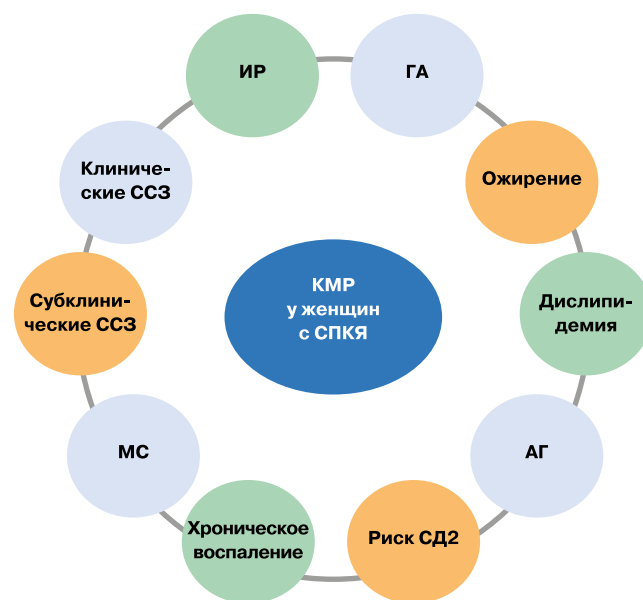 ИР
ГА
Клиниче-
ские ССЗ
Ожирение
Субклини-
ческие ССЗ
КМР
у женщин
с СПКЯ
Дислипи-
демия
МС
АГ
Хроническое
воспаление
Риск СД2